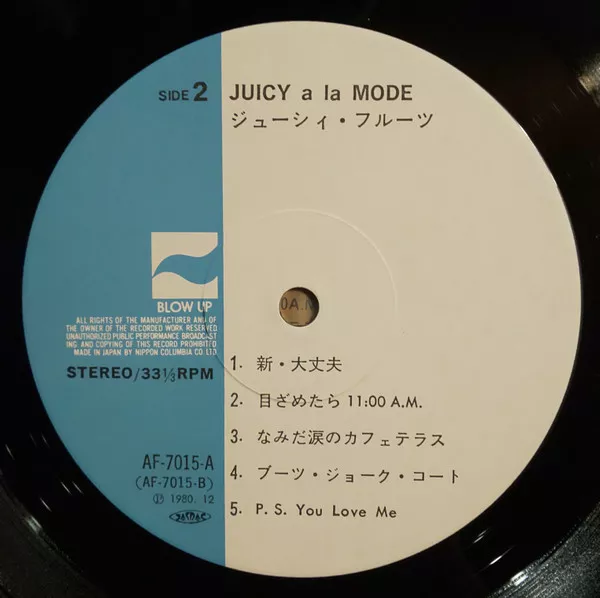 SIDE 2
JUICY a la MODE
ジューシィ・フルーツ
BLOW UP
ALL RIGHTS OF THE MANUFACTURER AND OF
THE OWNER OF THE RECORDED WORK RESERVED
UNAUTHORIZED PUBLIC PERFORMANCE BROADCAST
ING AND COPYING OF THIS RECORD PROHIBITED
MADE IN JAPAN BY NIPPON COLUMBIA CO. LTD
STEREO/33⅓RPM
0A.M
1. 新・大丈夫
2. 目ざめたら 11:00 A.M.
3. なみだ涙のカフェテラス
4. ブーツ・ジョーク・コート
5. P. S. You Love Me
AF-7015-A
(AF-7015-B)
Ⓟ 1980. 12
JASRAC